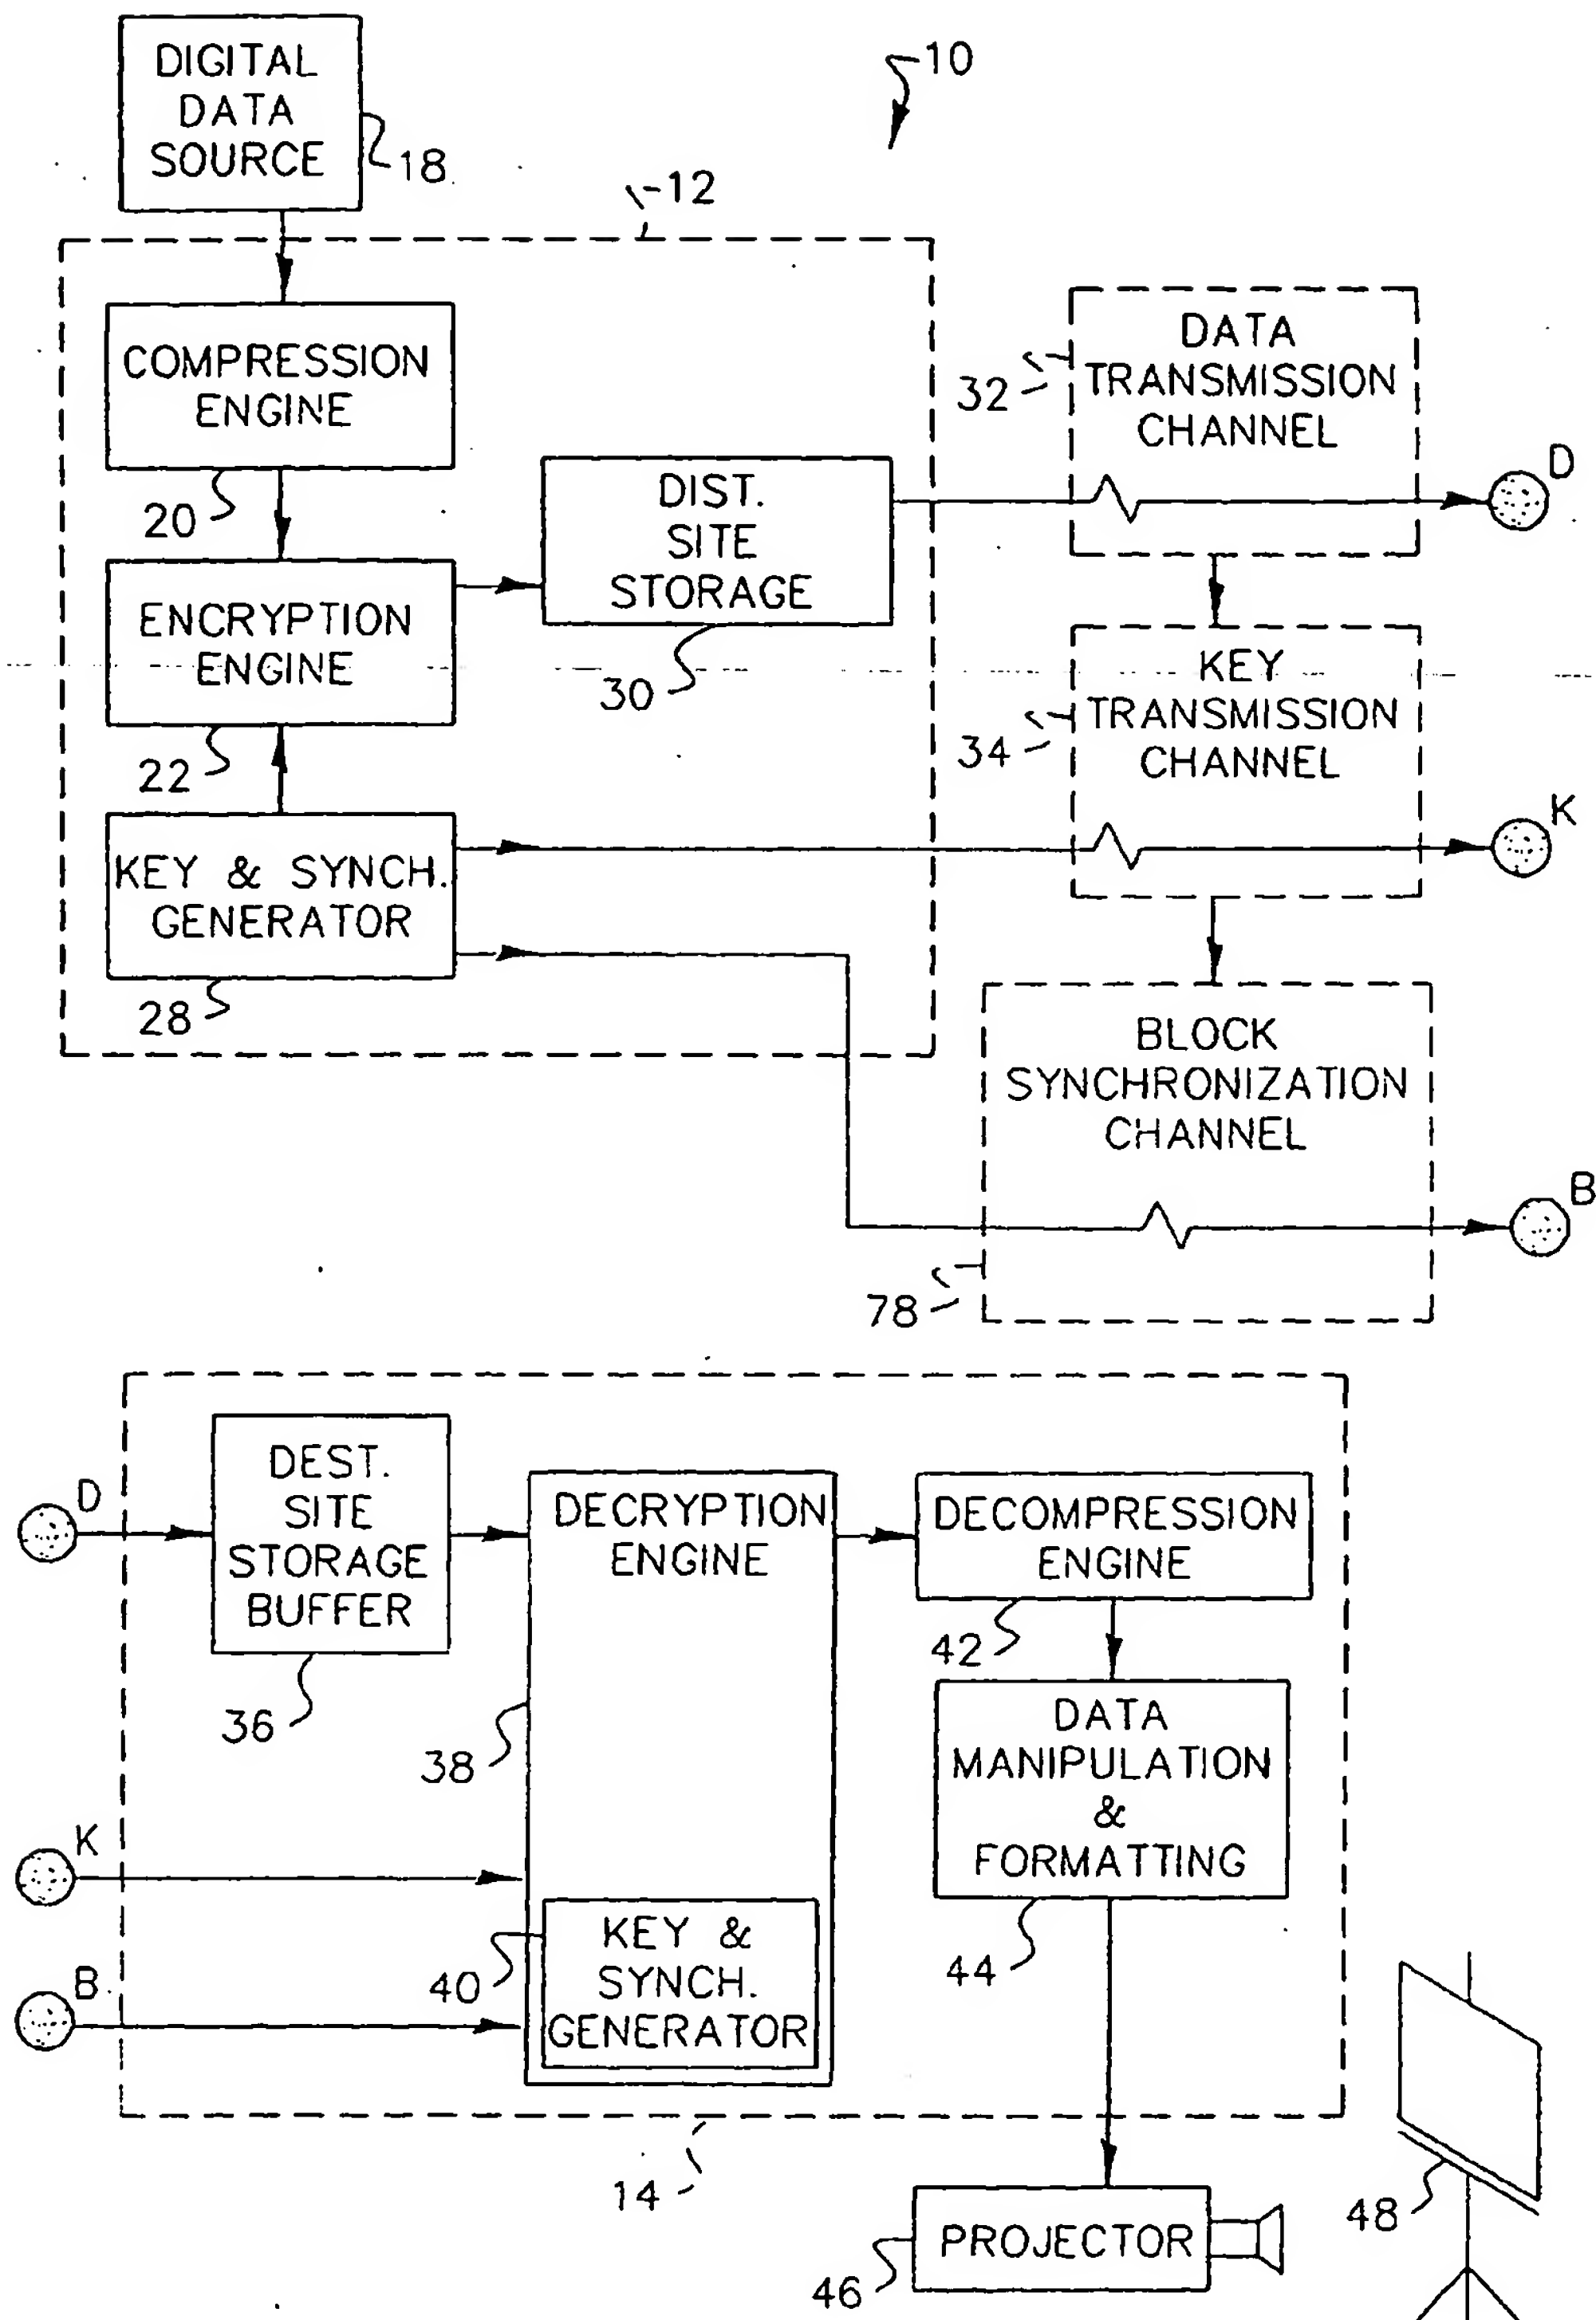 DIGITAL
DATA
SOURCE
18
10
12
COMPRESSION
ENGINE
20
ENCRYPTION
ENGINE
22
KEY & SYNCH.
GENERATOR
28
DIST.
SITE
STORAGE
30
DATA
TRANSMISSION
CHANNEL
32
D
KEY
TRANSMISSION
CHANNEL
34
K
BLOCK
SYNCHRONIZATION
CHANNEL
78
B
D
DEST.
SITE
STORAGE
BUFFER
36
K
B
DECRYPTION
ENGINE
38
KEY &
SYNCH.
GENERATOR
40
DECOMPRESSION
ENGINE
42
DATA
MANIPULATION
&
FORMATTING
44
14
PROJECTOR
46
48